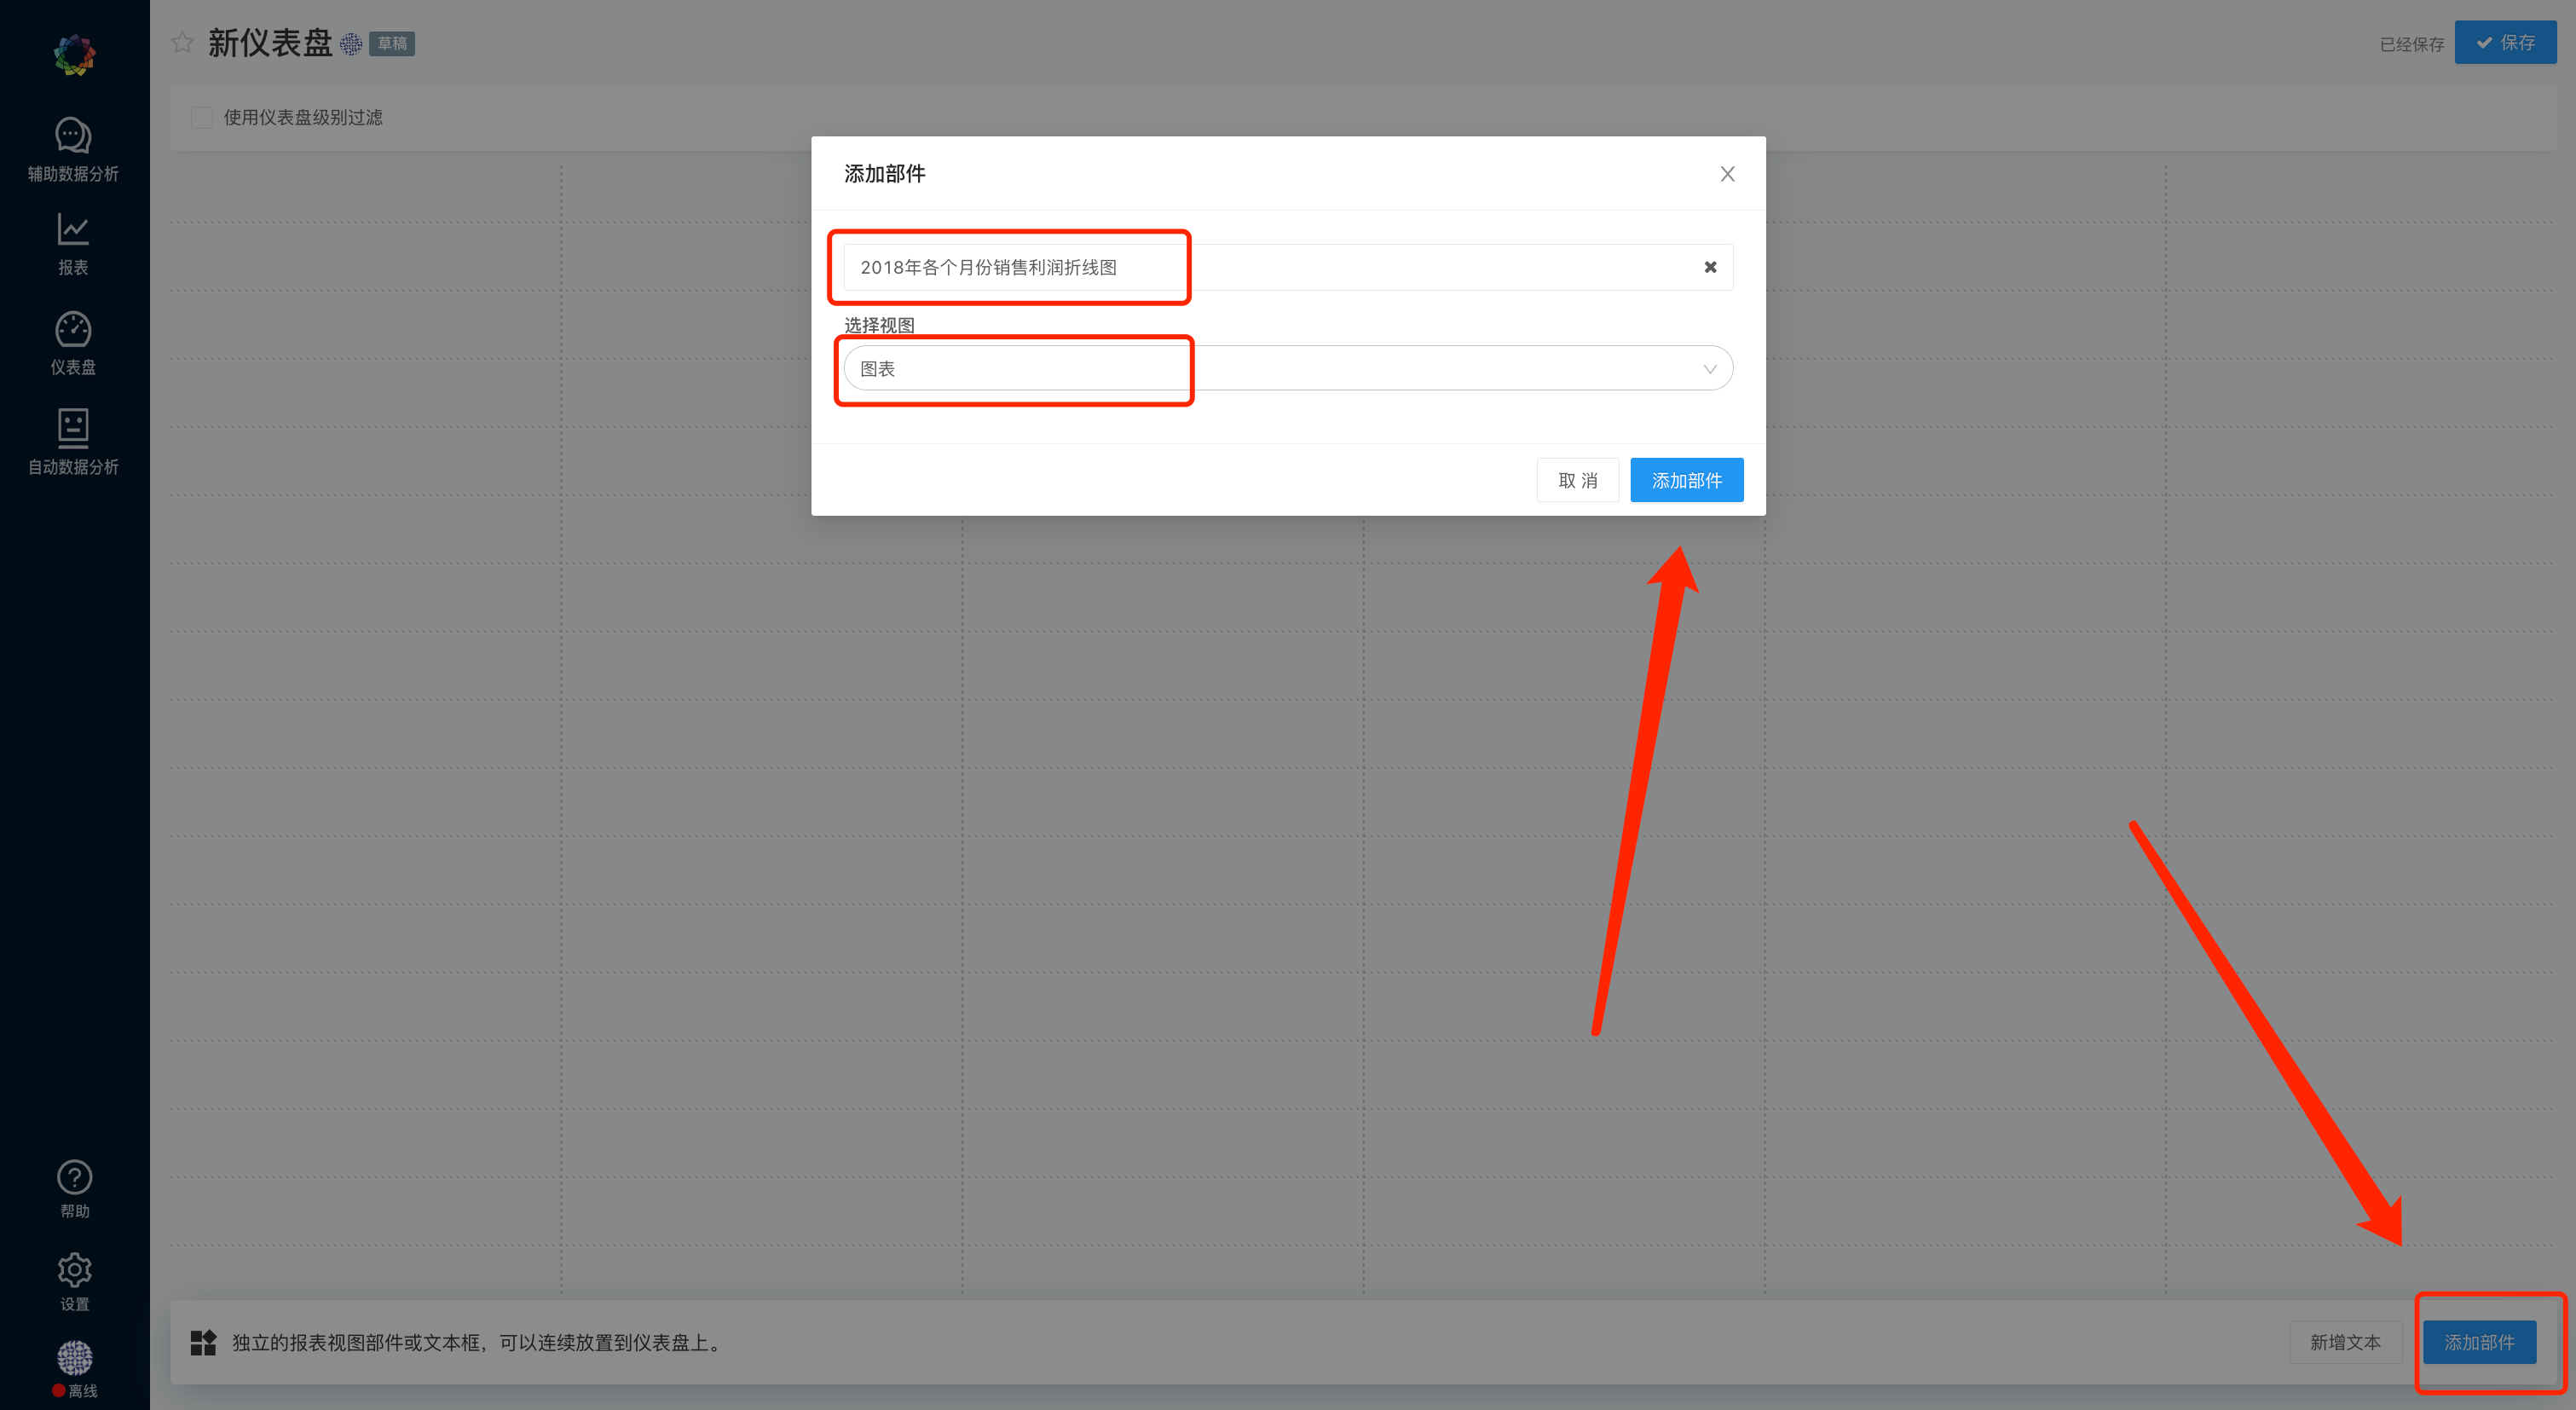 新仪表盘 草稿
已经保存 保存
使用仪表盘级别过滤
辅助数据分析
报表
仪表盘
自动数据分析
添加部件
2018年各个月份销售利润折线图
选择视图
图表
取 消 添加部件
帮助
设置
离线
独立的报表视图部件或文本框，可以连续放置到仪表盘上。
新增文本 添加部件